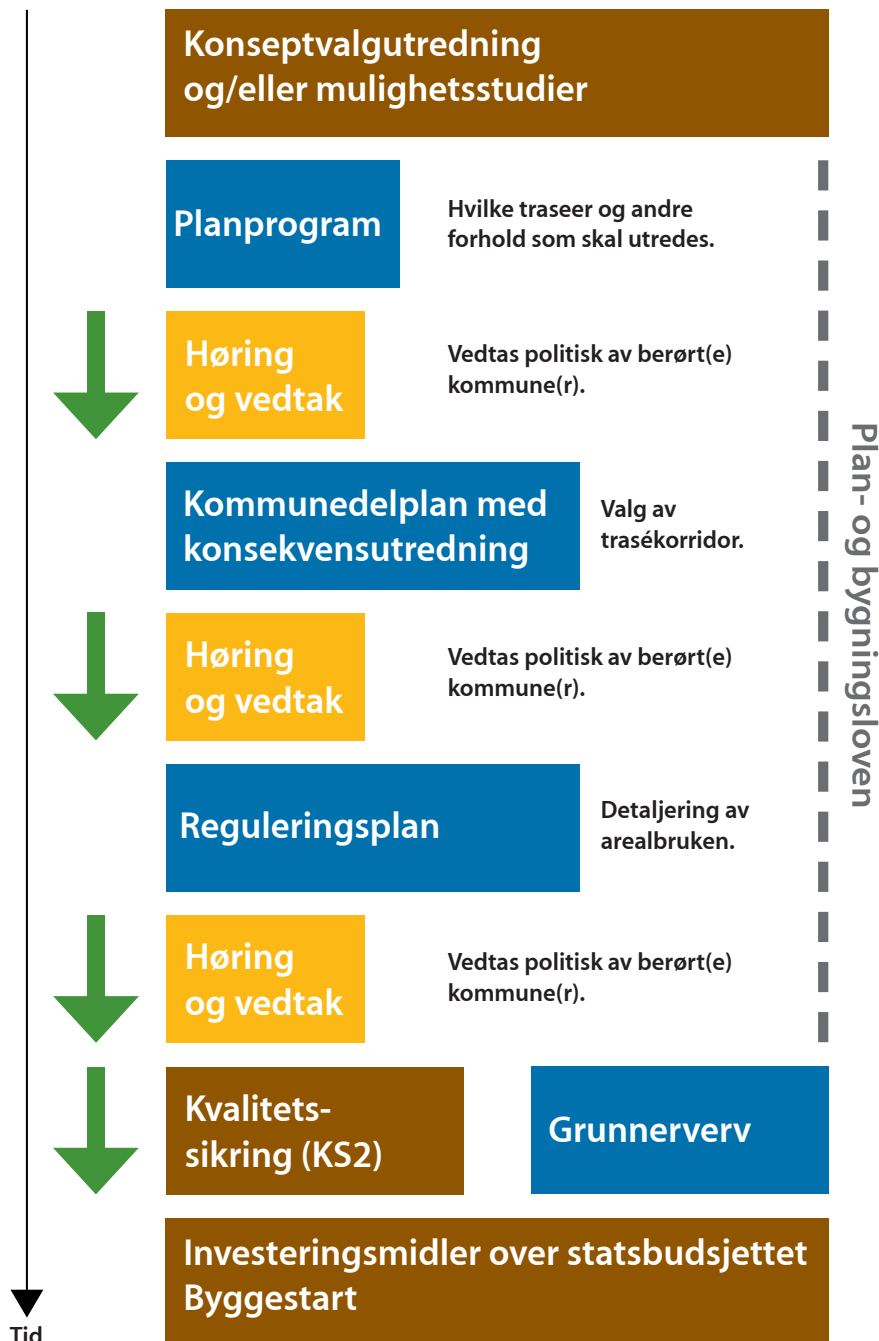 Konseptvalgutredning
og/eller mulighetsstudier
Planprogram
Hvilke traseer og andre
forhold som skal utredes.
Høring
og vedtak
Vedtas politisk av berørt(e)
kommune(r).
Kommunedelplan med
konsekvensutredning
Valg av
trasékorridor.
Høring
og vedtak
Vedtas politisk av berørt(e)
kommune(r).
Reguleringsplan
Detaljering av
arealbruken.
Høring
og vedtak
Vedtas politisk av berørt(e)
kommune(r).
Plan- og bygningsloven
Kvalitets-
sikring (KS2)
Grunnerverv
Investeringsmidler over statsbudsjettet
Byggestart
Tid